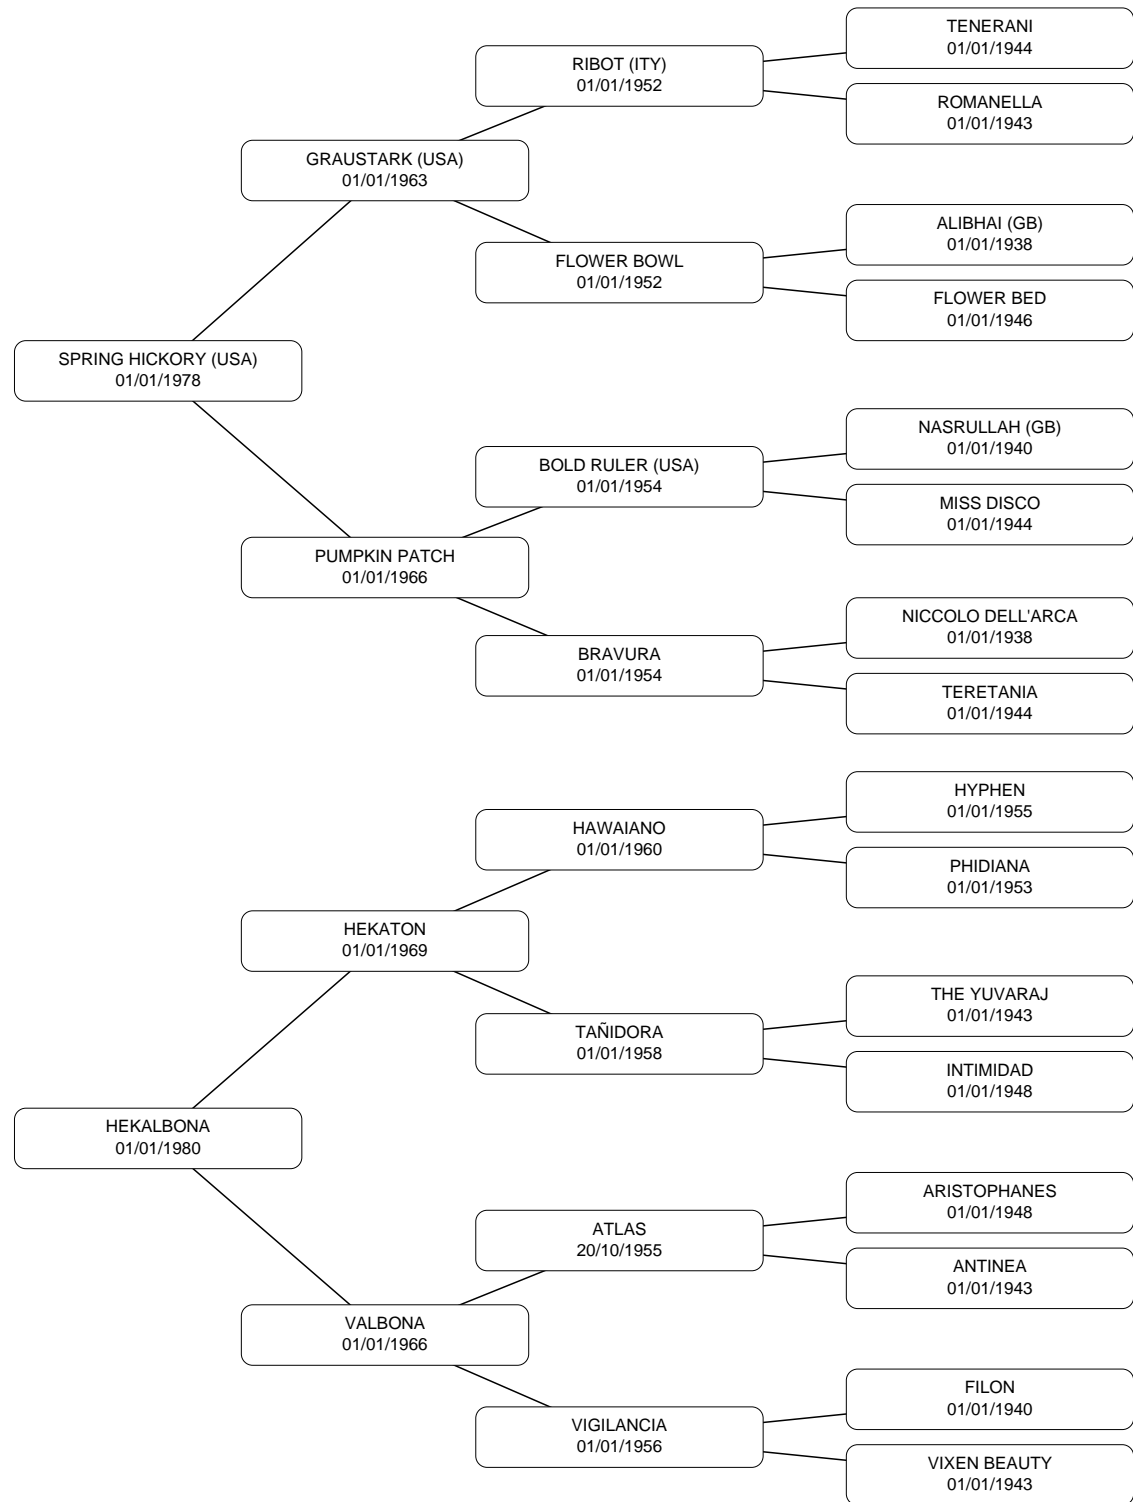 TENERANI
01/01/1944
RIBOT (ITY)
01/01/1952
ROMANELLA
01/01/1943
GRAUSTARK (USA)
01/01/1963
ALIBHAI (GB)
01/01/1938
FLOWER BOWL
01/01/1952
FLOWER BED
01/01/1946
SPRING HICKORY (USA)
01/01/1978
NASRULLAH (GB)
01/01/1940
BOLD RULER (USA)
01/01/1954
MISS DISCO
01/01/1944
PUMPKIN PATCH
01/01/1966
NICCOLO DELL'ARCA
01/01/1938
BRAVURA
01/01/1954
TERETANIA
01/01/1944
HYPHEN
01/01/1955
HAWAIANO
01/01/1960
PHIDIANA
01/01/1953
HEKATON
01/01/1969
THE YUVARAJ
01/01/1943
TAÑIDORA
01/01/1958
INTIMIDAD
01/01/1948
HEKALBONA
01/01/1980
ARISTOPHANES
01/01/1948
ATLAS
20/10/1955
ANTINEA
01/01/1943
VALBONA
01/01/1966
FILON
01/01/1940
VIGILANCIA
01/01/1956
VIXEN BEAUTY
01/01/1943